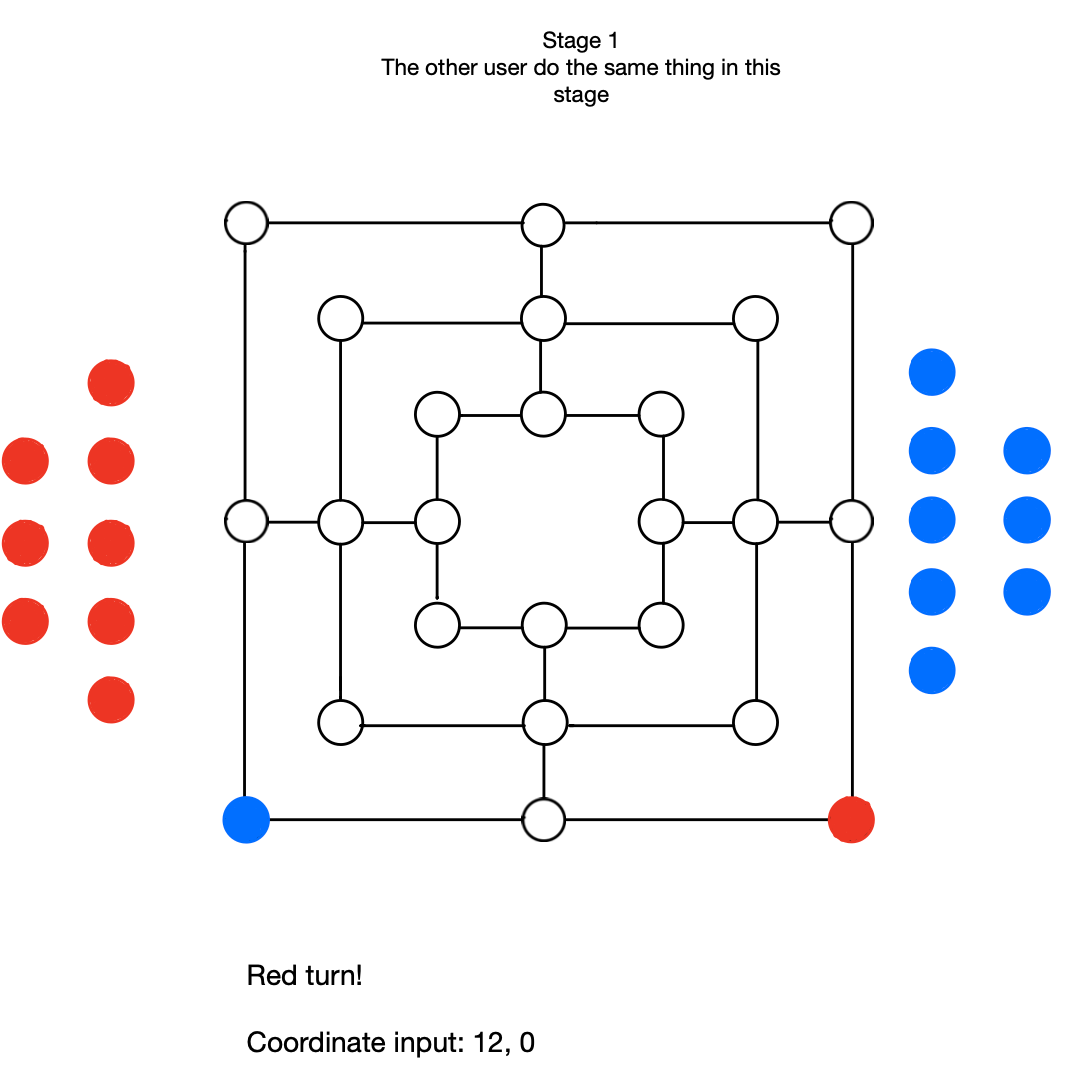 Stage 1
The other user do the same thing in this
stage
Red turn!
Coordinate input: 12, 0